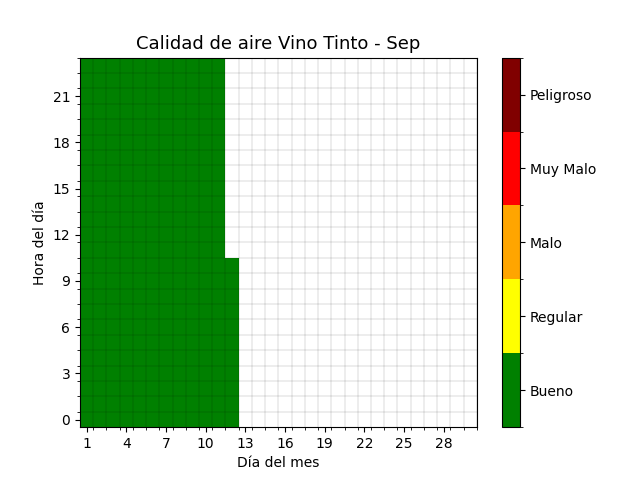 Calidad de aire Vino Tinto - Sep
Hora del día
21
18
15
12
9
6
3
0
1 4 7 10 13 16 19 22 25 28
Día del mes
Peligroso
Muy Malo
Malo
Regular
Bueno